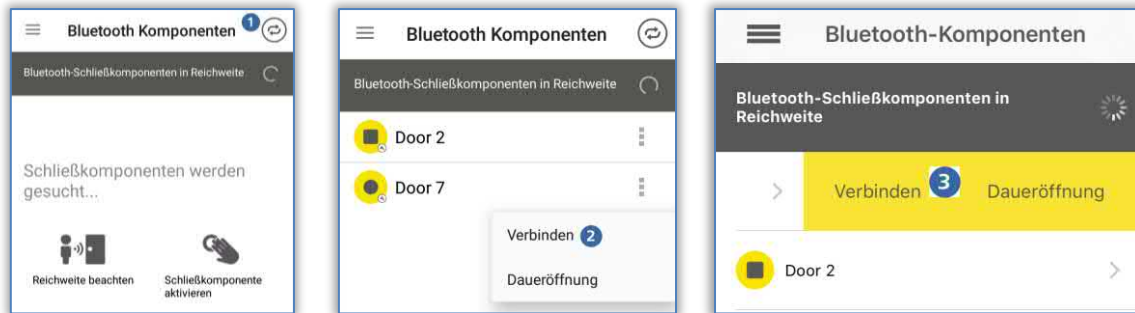 Bluetooth Komponenten 1
Bluetooth-Schließkomponenten in Reichweite
Schließkomponenten werden
gesucht...
Reichweite beachten
Schließkomponente
aktivieren
Bluetooth Komponenten
Bluetooth-Schließkomponenten in Reichweite
Door 2
Door 7
Verbinden 2
Daueröffnung
Bluetooth-Komponenten
Bluetooth-Schließkomponenten in
Reichweite
Verbinden 3 Daueröffnung
Door 2